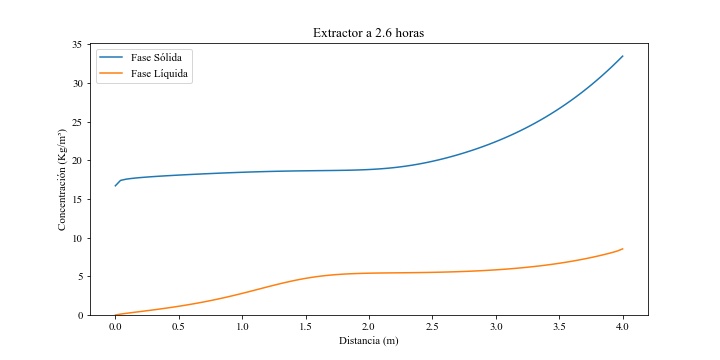 Extractor a 2.6 horas
Fase Sólida
Fase Líquida
Concentración (Kg/m³)
35
30
25
20
15
10
5
0
0.0 0.5 1.0 1.5 2.0 2.5 3.0 3.5 4.0
Distancia (m)